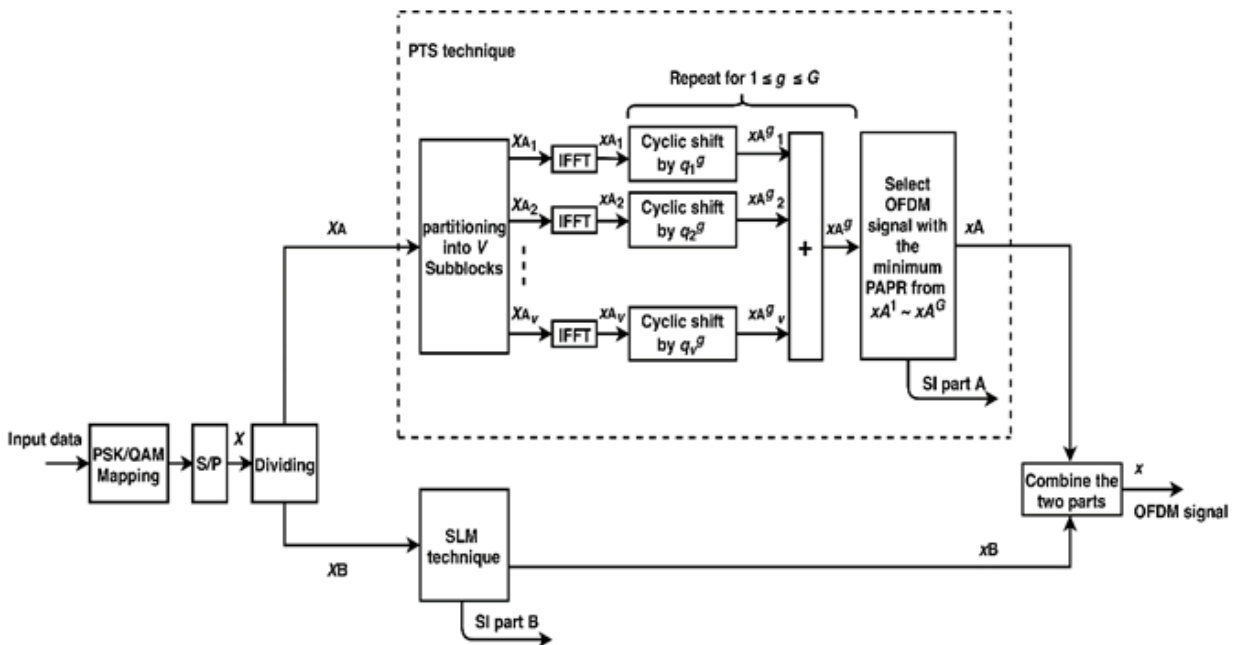 PTS technique
Repeat for 1 ≤ g ≤ G
XA₁
IFFT
xA₁
Cyclic shift
by q₁ᵍ
xAᵍ₁
XA₂
IFFT
xA₂
Cyclic shift
by q₂ᵍ
xAᵍ₂
XAᵥ
IFFT
xAᵥ
Cyclic shift
by qᵥᵍ
xAᵍᵥ
partitioning
into V
Subblocks
+
xAᵍ
Select
OFDM
signal with
the
minimum
PAPR from
xA¹ ~ xAᴳ
XA
xA
SI part A
Input data
PSK/QAM
Mapping
S/P
X
Dividing
XB
SLM
technique
SI part B
xB
Combine the
two parts
x
OFDM signal